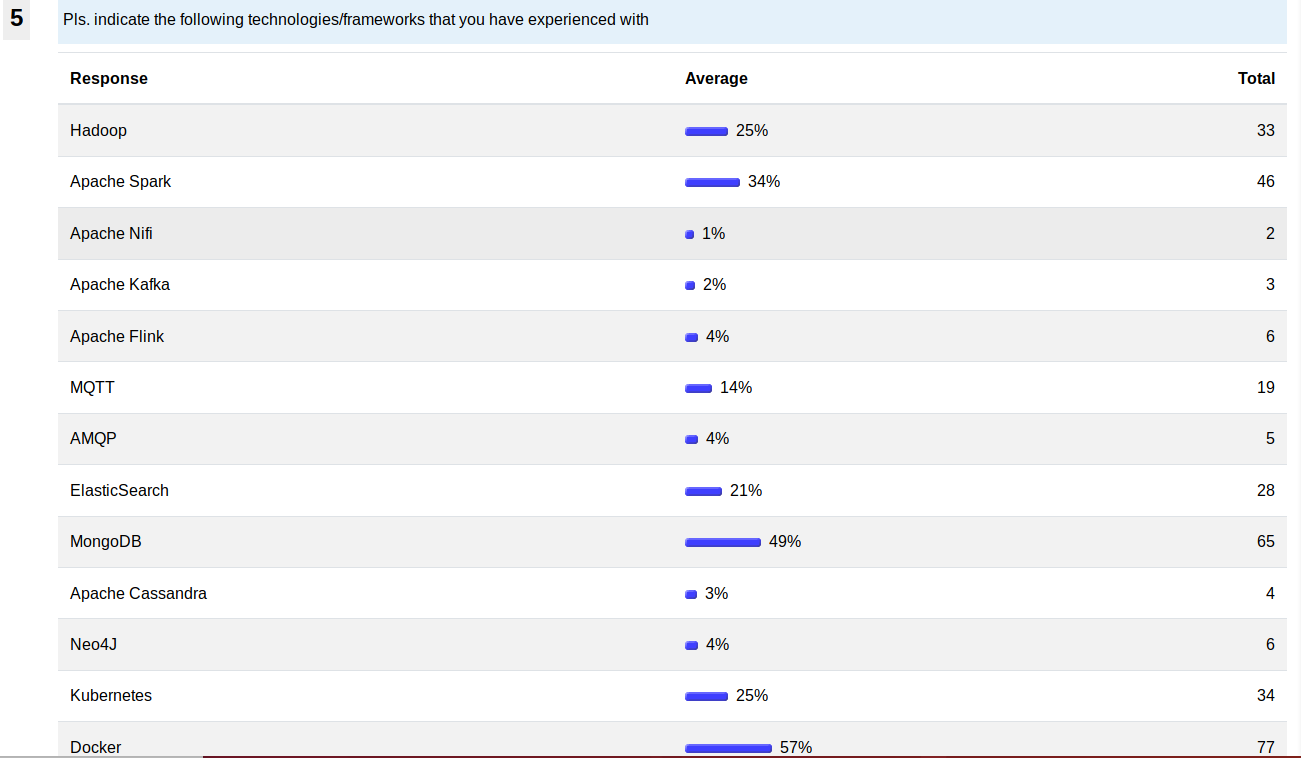 5 Pls. indicate the following technologies/frameworks that you have experienced with
Response Average Total
Hadoop 25% 33
Apache Spark 34% 46
Apache Nifi 1% 2
Apache Kafka 2% 3
Apache Flink 4% 6
MQTT 14% 19
AMQP 4% 5
ElasticSearch 21% 28
MongoDB 49% 65
Apache Cassandra 3% 4
Neo4J 4% 6
Kubernetes 25% 34
Docker 57% 77